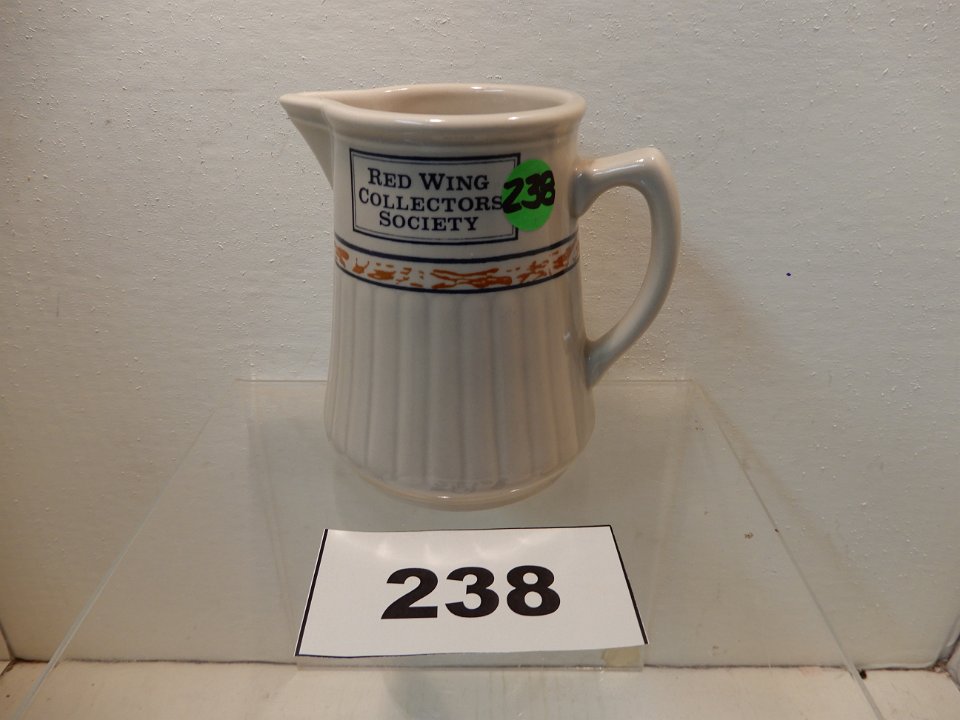 RED WING
COLLECTORS
SOCIETY
238
238